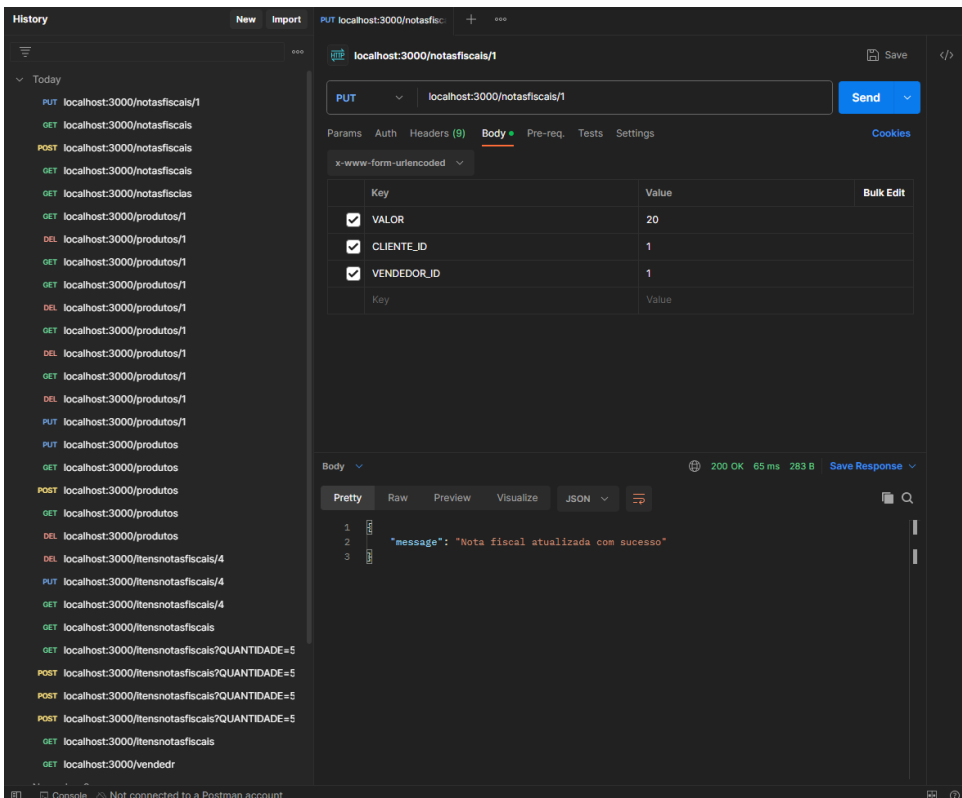 History New Import
Today
PUT localhost:3000/notasfiscais/1
GET localhost:3000/notasfiscais
POST localhost:3000/notasfiscais
GET localhost:3000/notasfiscais
GET localhost:3000/notasfiscias
GET localhost:3000/produtos/1
DEL localhost:3000/produtos/1
GET localhost:3000/produtos/1
GET localhost:3000/produtos/1
DEL localhost:3000/produtos/1
GET localhost:3000/produtos/1
DEL localhost:3000/produtos/1
GET localhost:3000/produtos/1
DEL localhost:3000/produtos/1
PUT localhost:3000/produtos/1
PUT localhost:3000/produtos
GET localhost:3000/produtos
POST localhost:3000/produtos
GET localhost:3000/produtos
DEL localhost:3000/produtos
DEL localhost:3000/itensnotasfiscais/4
PUT localhost:3000/itensnotasfiscais/4
GET localhost:3000/itensnotasfiscais/4
GET localhost:3000/itensnotasfiscais
GET localhost:3000/itensnotasfiscais?QUANTIDADE=5
POST localhost:3000/itensnotasfiscais?QUANTIDADE=5
POST localhost:3000/itensnotasfiscais?QUANTIDADE=5
POST localhost:3000/itensnotasfiscais?QUANTIDADE=5
GET localhost:3000/itensnotasfiscais
GET localhost:3000/vendedr
PUT localhost:3000/notasfisc
HTTP localhost:3000/notasfiscais/1 Save </>
PUT localhost:3000/notasfiscais/1 Send
Params Auth Headers (9) Body Pre-req. Tests Settings Cookies
x-www-form-urlencoded
Key Value Bulk Edit
VALOR 20
CLIENTE_ID 1
VENDEDOR_ID 1
Key Value
Body 200 OK 65 ms 283 B Save Response
Pretty Raw Preview Visualize JSON
1 {
2 "message": "Nota fiscal atualizada com sucesso"
3 }
Console Not connected to a Postman account